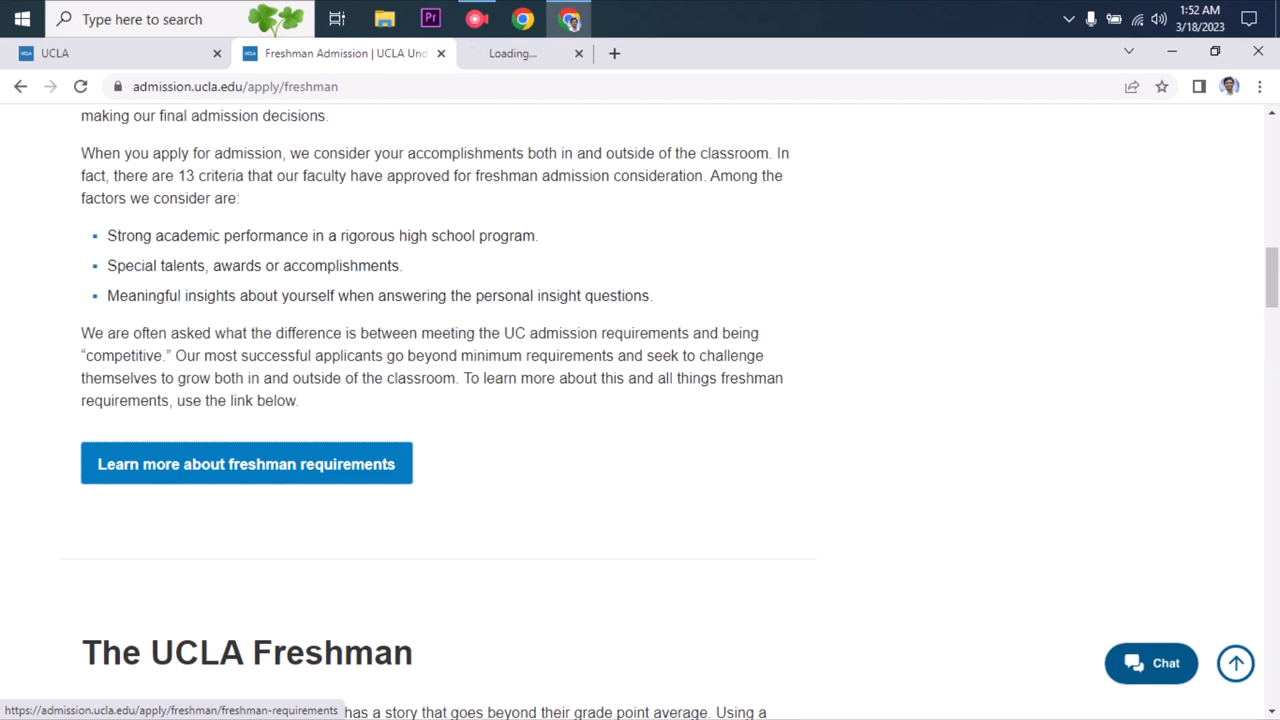 Type here to search
Pr
1:52 AM
3/18/2023
UCLA
UCLA
UCLA
Freshman Admission | UCLA Und
Loading...
admission.ucla.edu/apply/freshman
making our final admission decisions.
When you apply for admission, we consider your accomplishments both in and outside of the classroom. In
fact, there are 13 criteria that our faculty have approved for freshman admission consideration. Among the
factors we consider are:
Strong academic performance in a rigorous high school program.
Special talents, awards or accomplishments.
Meaningful insights about yourself when answering the personal insight questions.
We are often asked what the difference is between meeting the UC admission requirements and being
“competitive.” Our most successful applicants go beyond minimum requirements and seek to challenge
themselves to grow both in and outside of the classroom. To learn more about this and all things freshman
requirements, use the link below.
Learn more about freshman requirements
The UCLA Freshman
Chat
https://admission.ucla.edu/apply/freshman/freshman-requirements
has a story that goes beyond their grade point average. Using a